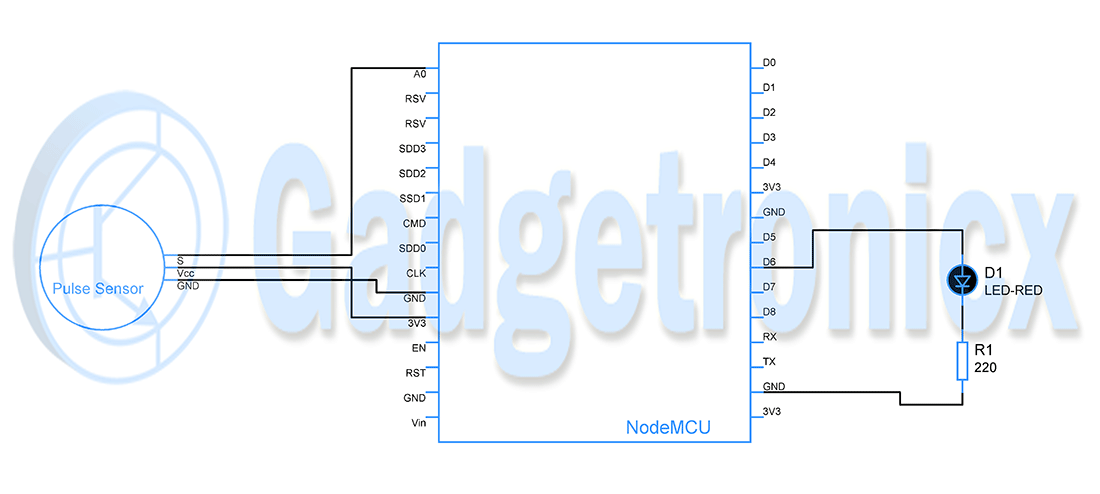 A0
RSV
RSV
SDD3
SDD2
SSD1
CMD
SDD0
CLK
GND
3V3
EN
RST
GND
Vin
S
Vcc
GND
Pulse Sensor
Gadgetronicx
NodeMCU
D0
D1
D2
D3
D4
3V3
GND
D5
D6
D7
D8
RX
TX
GND
3V3
D1
LED-RED
R1
220